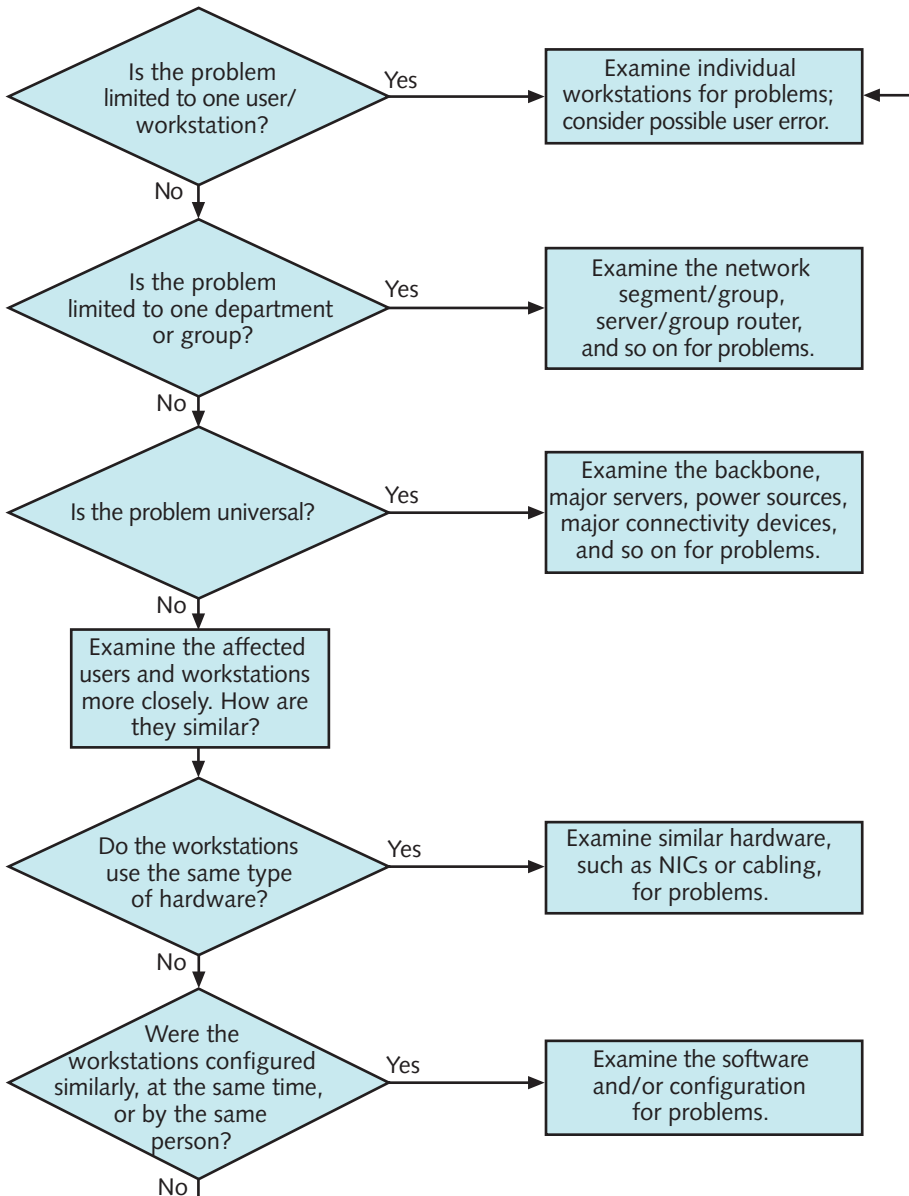 Is the problem
limited to one user/
workstation?
Yes
Examine individual
workstations for problems;
consider possible user error.
No
Is the problem
limited to one department
or group?
Yes
Examine the network
segment/group,
server/group router,
and so on for problems.
No
Is the problem universal?
Yes
Examine the backbone,
major servers, power sources,
major connectivity devices,
and so on for problems.
No
Examine the affected
users and workstations
more closely. How are
they similar?
Do the workstations
use the same type
of hardware?
Yes
Examine similar hardware,
such as NICs or cabling,
for problems.
No
Were the
workstations configured
similarly, at the same time,
or by the same
person?
Yes
Examine the software
and/or configuration
for problems.
No